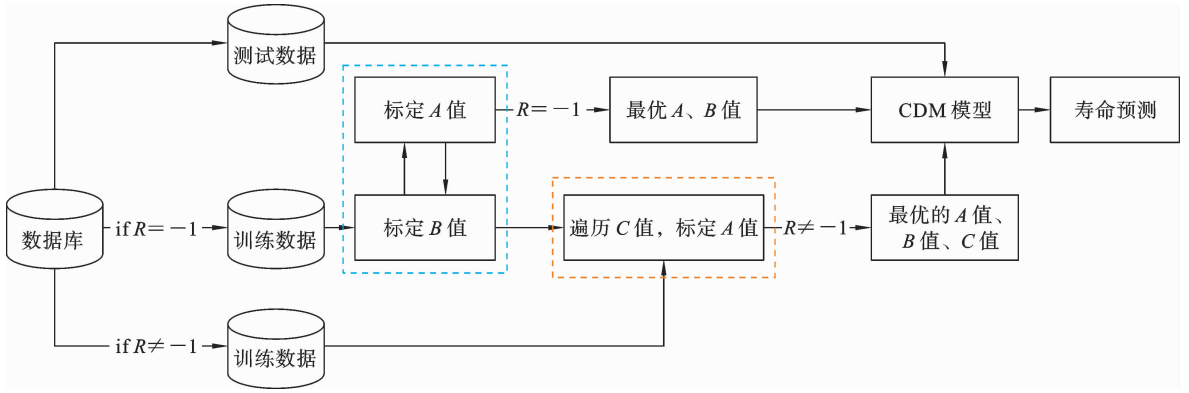 测试数据
标定A值
R=-1
最优A、B值
CDM模型
寿命预测
数据库
if R=-1
训练数据
标定B值
遍历C值,标定A值
R≠-1
最优的A值、
B值、C值
if R≠-1
训练数据